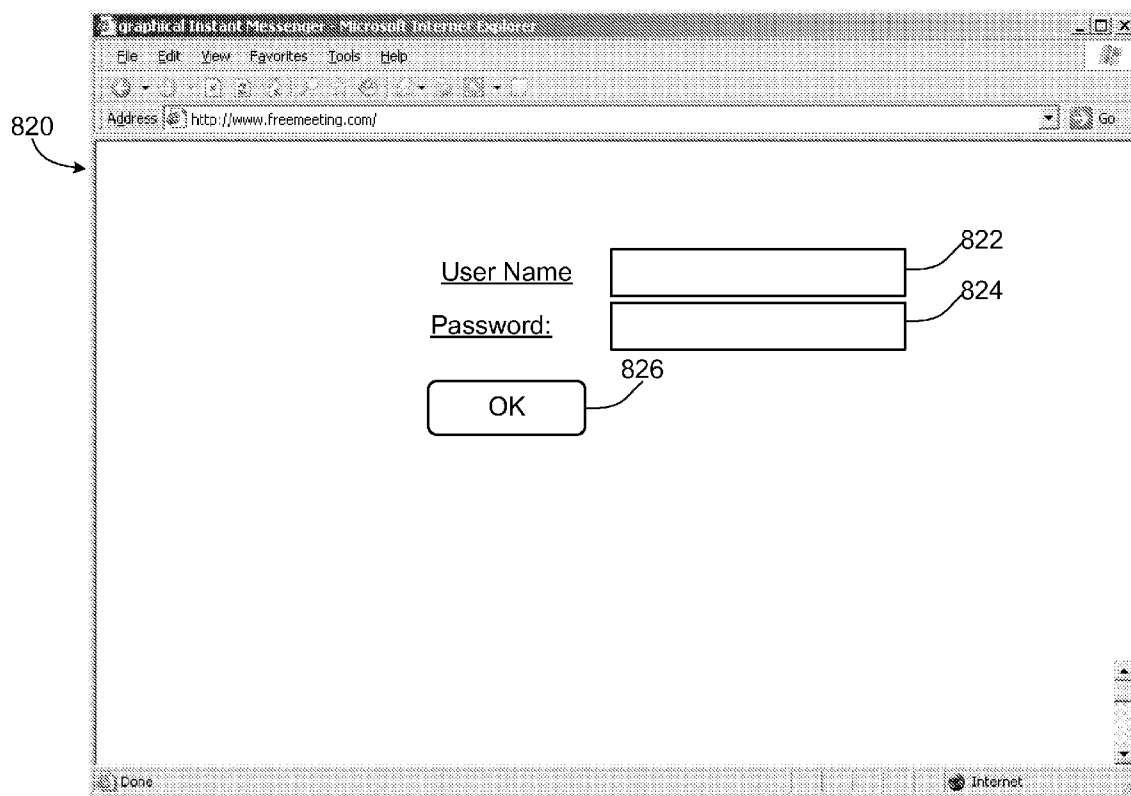 graphical Instant Messenger - Microsoft Internet Explorer
File Edit View Favorites Tools Help
Address http://www.freemeeting.com/ Go
820
822
User Name
824
Password:
826
OK
Done Internet